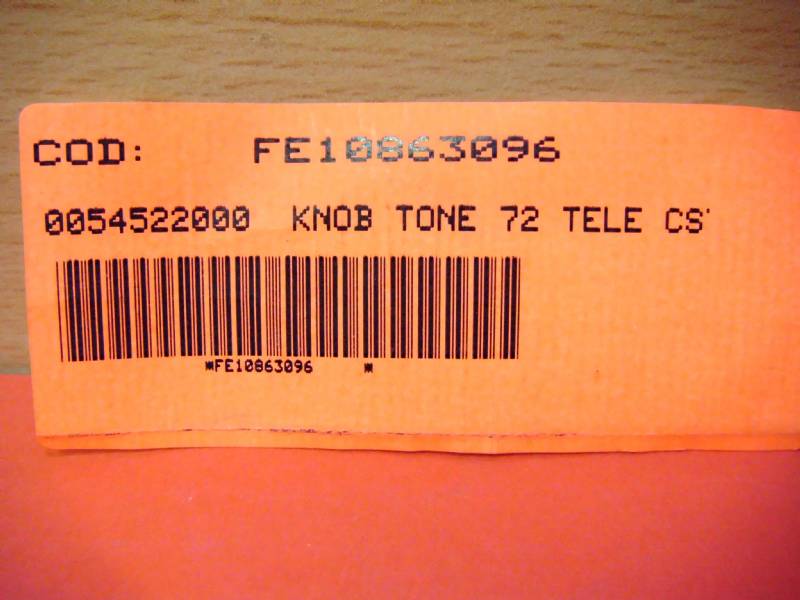 COD: FE10863096
0054522000 KNOB TONE 72 TELE CS'
*FE10863096 *